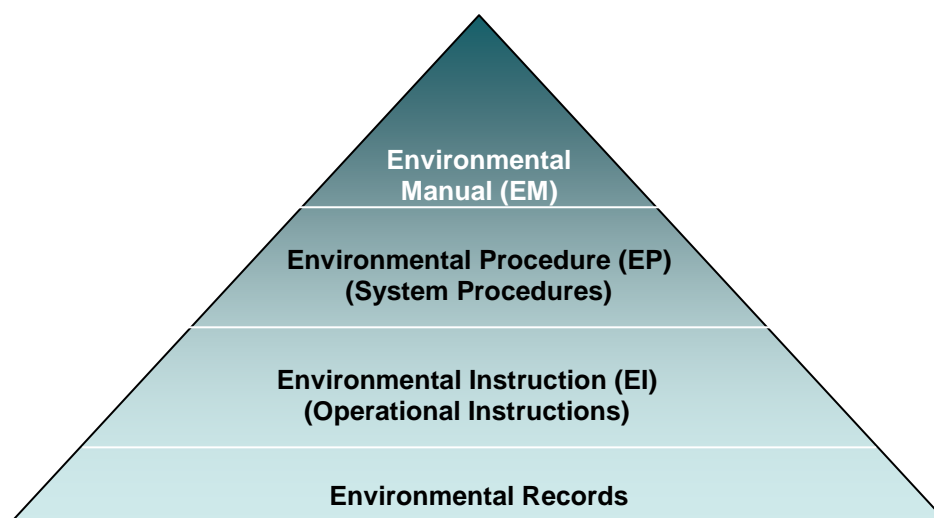 Environmental
Manual (EM)
Environmental Procedure (EP)
(System Procedures)
Environmental Instruction (EI)
(Operational Instructions)
Environmental Records